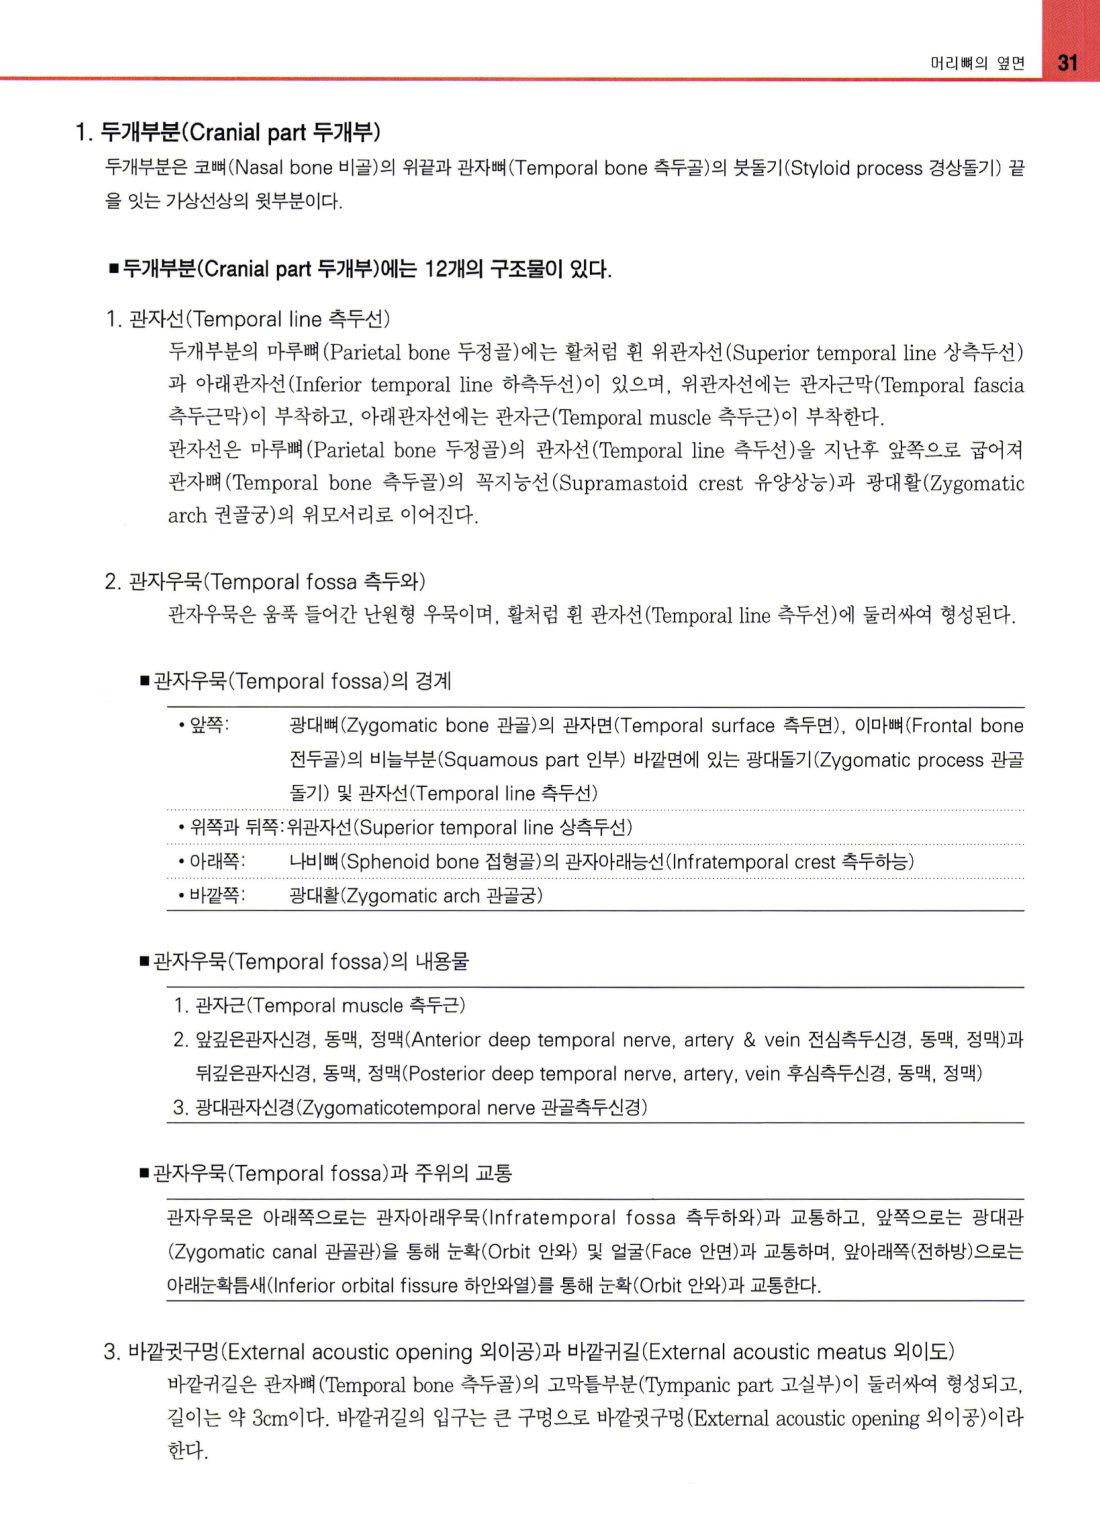 머리뼈의 옆면 31
1. 두개부분(Cranial part 두개부)
두개부분은 코뼈(Nasal bone 비골)의 위끝과 관자뼈(Temporal bone 측두골)의 붓돌기(Styloid process 경상돌기) 끝
을 잇는 가상선상의 윗부분이다.
■ 두개부분(Cranial part 두개부)에는 12개의 구조물이 있다.
1. 관자선(Temporal line 측두선)
두개부분의 마루뼈(Parietal bone 두정골)에는 활처럼 휜 위관자선(Superior temporal line 상측두선)
과 아래관자선(Inferior temporal line 하측두선)이 있으며, 위관자선에는 관자근막(Temporal fascia
측두근막)이 부착하고, 아래관자선에는 관자근(Temporal muscle 측두근)이 부착한다.
관자선은 마루뼈(Parietal bone 두정골)의 관자선(Temporal line 측두선)을 지난후 앞쪽으로 굽어져
관자뼈(Temporal bone 측두골)의 꼭지능선(Supramastoid crest 유양상능)과 광대활(Zygomatic
arch 권골궁)의 위모서리로 이어진다.
2. 관자우묵(Temporal fossa 측두와)
관자우묵은 움푹 들어간 난원형 우묵이며, 활처럼 휜 관자선(Temporal line 측두선)에 둘러싸여 형성된다.
■ 관자우묵(Temporal fossa)의 경계
• 앞쪽: 광대뼈(Zygomatic bone 관골)의 관자면(Temporal surface 측두면), 이마뼈(Frontal bone
전두골)의 비늘부분(Squamous part 인부) 바깥면에 있는 광대돌기(Zygomatic process 관골
돌기) 및 관자선(Temporal line 측두선)
• 위쪽과 뒤쪽: 위관자선(Superior temporal line 상측두선)
• 아래쪽: 나비뼈(Sphenoid bone 접형골)의 관자아래능선(Infratemporal crest 측두하능)
• 바깥쪽: 광대활(Zygomatic arch 관골궁)
■ 관자우묵(Temporal fossa)의 내용물
1. 관자근(Temporal muscle 측두근)
2. 앞깊은관자신경, 동맥, 정맥(Anterior deep temporal nerve, artery & vein 전심측두신경, 동맥, 정맥)과
뒤깊은관자신경, 동맥, 정맥(Posterior deep temporal nerve, artery, vein 후심측두신경, 동맥, 정맥)
3. 광대관자신경(Zygomaticotemporal nerve 관골측두신경)
■ 관자우묵(Temporal fossa)과 주위의 교통
관자우묵은 아래쪽으로는 관자아래우묵(Infratemporal fossa 측두하와)과 교통하고, 앞쪽으로는 광대관
(Zygomatic canal 관골관)을 통해 눈확(Orbit 안와) 및 얼굴(Face 안면)과 교통하며, 앞아래쪽(전하방)으로는
아래눈확틈새(Inferior orbital fissure 하안와열)를 통해 눈확(Orbit 안와)과 교통한다.
3. 바깥귓구멍(External acoustic opening 외이공)과 바깥귀길(External acoustic meatus 외이도)
바깥귀길은 관자뼈(Temporal bone 측두골)의 고막틀부분(Tympanic part 고실부)이 둘러싸여 형성되고,
길이는 약 3cm이다. 바깥귀길의 입구는 큰 구멍으로 바깥귓구멍(External acoustic opening 외이공)이라
한다.